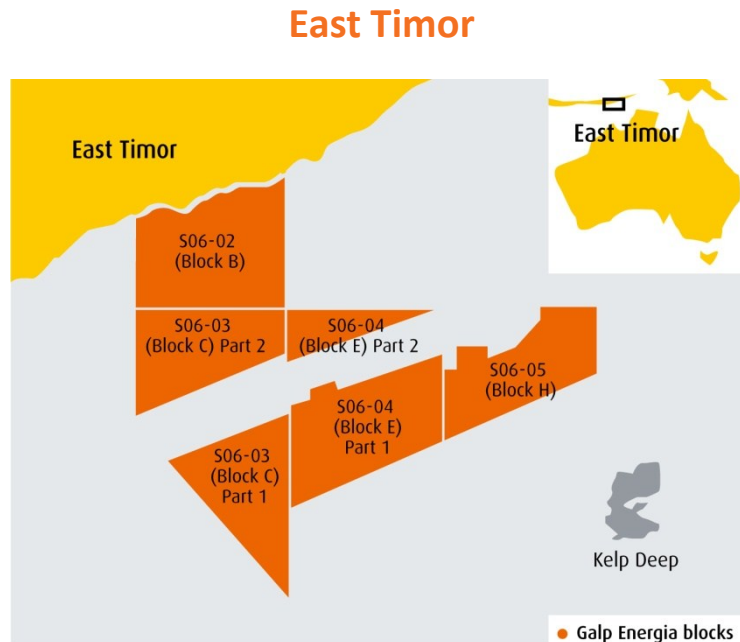 East Timor
East Timor
East Timor
S06-02
(Block B)
S06-03
(Block C) Part 2
S06-04
(Block E) Part 2
S06-05
(Block H)
S06-04
(Block E)
Part 1
S06-03
(Block C)
Part 1
Kelp Deep
Galp Energia blocks